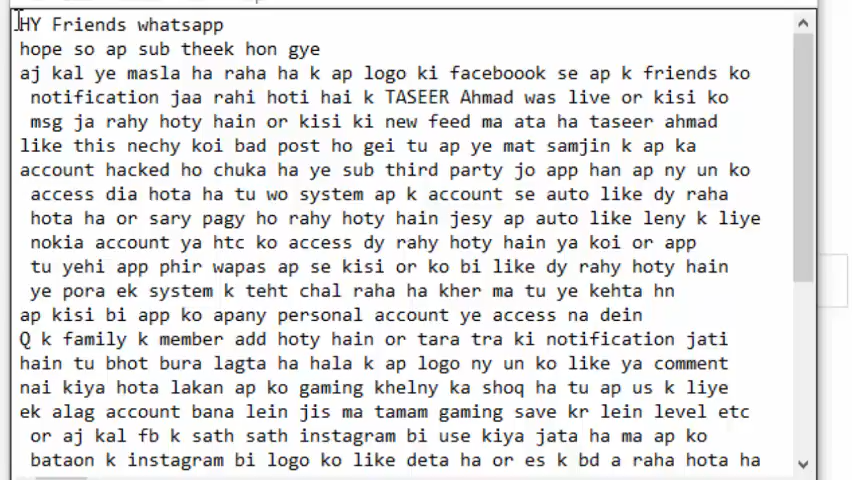 HY Friends whatsapp
hope so ap sub theek hon gye
aj kal ye masla ha raha ha k ap logo ki faceboook se ap k friends ko
notification jaa rahi hoti hai k TASEER Ahmad was live or kisi ko
msg ja rahy hoty hain or kisi ki new feed ma ata ha taseer ahmad
like this nechy koi bad post ho gei tu ap ye mat samjin k ap ka
account hacked ho chuka ha ye sub third party jo app han ap ny un ko
access dia hota ha tu wo system ap k account se auto like dy raha
hota ha or sary pagy ho rahy hoty hain jesy ap auto like leny k liye
nokia account ya htc ko access dy rahy hoty hain ya koi or app
tu yehi app phir wapas ap se kisi or ko bi like dy rahy hoty hain
ye pora ek system k teht chal raha ha kher ma tu ye kehta hn
ap kisi bi app ko apany personal account ye access na dein
Q k family k member add hoty hain or tara tra ki notification jati
hain tu bhot bura lagta ha hala k ap logo ny un ko like ya comment
nai kiya hota lakan ap ko gaming khelny ka shoq ha tu ap us k liye
ek alag account bana lein jis ma tamam gaming save kr lein level etc
or aj kal fb k sath sath instagram bi use kiya jata ha ma ap ko
bataon k instagram bi logo ko like deta ha or es k bd a raha hota ha